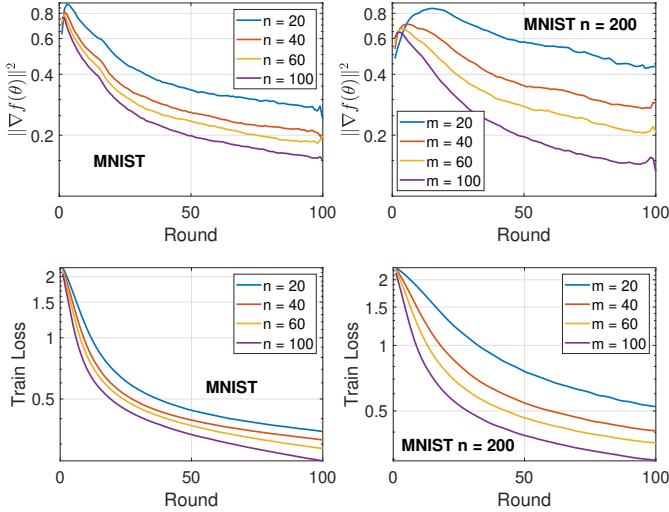 0.8
0.6
0.4
0.2
‖∇f(θ)‖²
n = 20
n = 40
n = 60
n = 100
MNIST
0
50
100
Round
0.8
0.6
0.4
0.2
‖∇f(θ)‖²
MNIST n = 200
m = 20
m = 40
m = 60
m = 100
0
50
100
Round
2
1.5
1
0.5
Train Loss
n = 20
n = 40
n = 60
n = 100
MNIST
0
50
100
Round
2
1.5
1
0.5
Train Loss
m = 20
m = 40
m = 60
m = 100
MNIST n = 200
0
50
100
Round